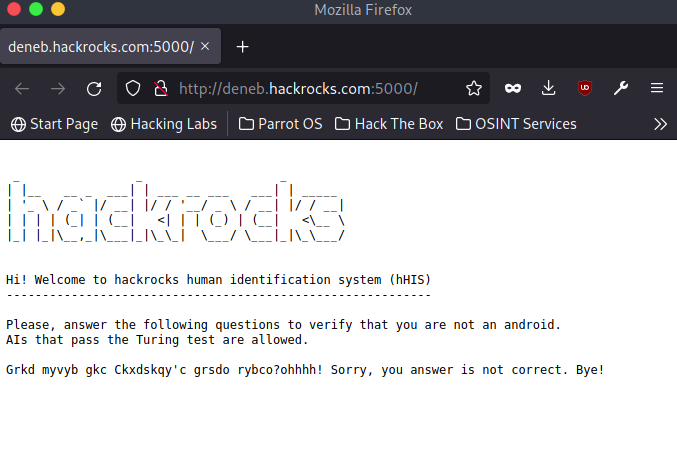 Mozilla Firefox
deneb.hackrocks.com:5000/
http://deneb.hackrocks.com:5000/
Start Page Hacking Labs Parrot OS Hack The Box OSINT Services
hackrocks
Hi! Welcome to hackrocks human identification system (hHIS)
------------------------------------------------------------
Please, answer the following questions to verify that you are not an android.
AIs that pass the Turing test are allowed.
Grkd myvyb gkc Ckxdskqy'c grsdo rybco?ohhhh! Sorry, you answer is not correct. Bye!